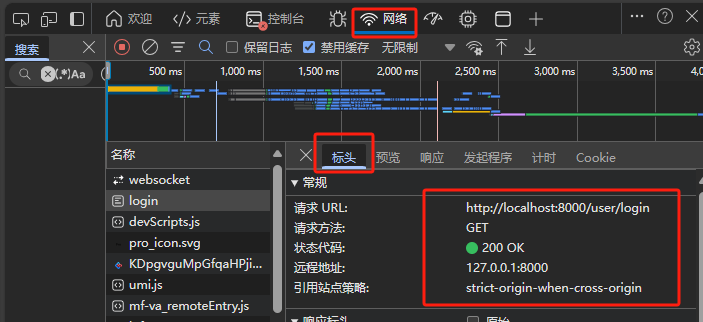 欢迎 元素 控制台 网络
搜索
保留日志 禁用缓存 无限制
(.*) Aa
500 ms 1,000 ms 1,500 ms 2,000 ms 2,500 ms 3,000 ms 3,500 ms 4,0
名称
标头 预览 响应 发起程序 计时 Cookie
websocket
login
devScripts.js
pro_icon.svg
KDpgvguMpGfqaHPji...
umi.js
mf-va_remoteEntry.js
常规
请求 URL: http://localhost:8000/user/login
请求方法: GET
状态代码: 200 OK
远程地址: 127.0.0.1:8000
引用站点策略: strict-origin-when-cross-origin
响应标头 原始